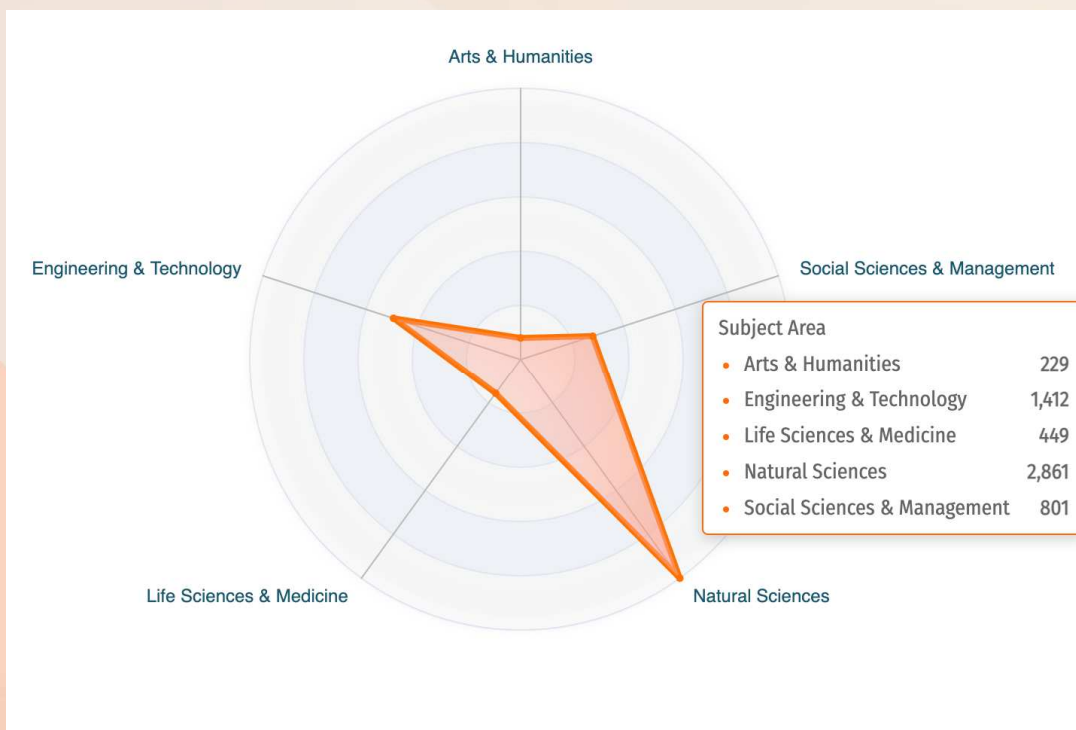 Arts & Humanities
Engineering & Technology
Social Sciences & Management
Subject Area
• Arts & Humanities 229
• Engineering & Technology 1,412
• Life Sciences & Medicine 449
• Natural Sciences 2,861
• Social Sciences & Management 801
Life Sciences & Medicine
Natural Sciences